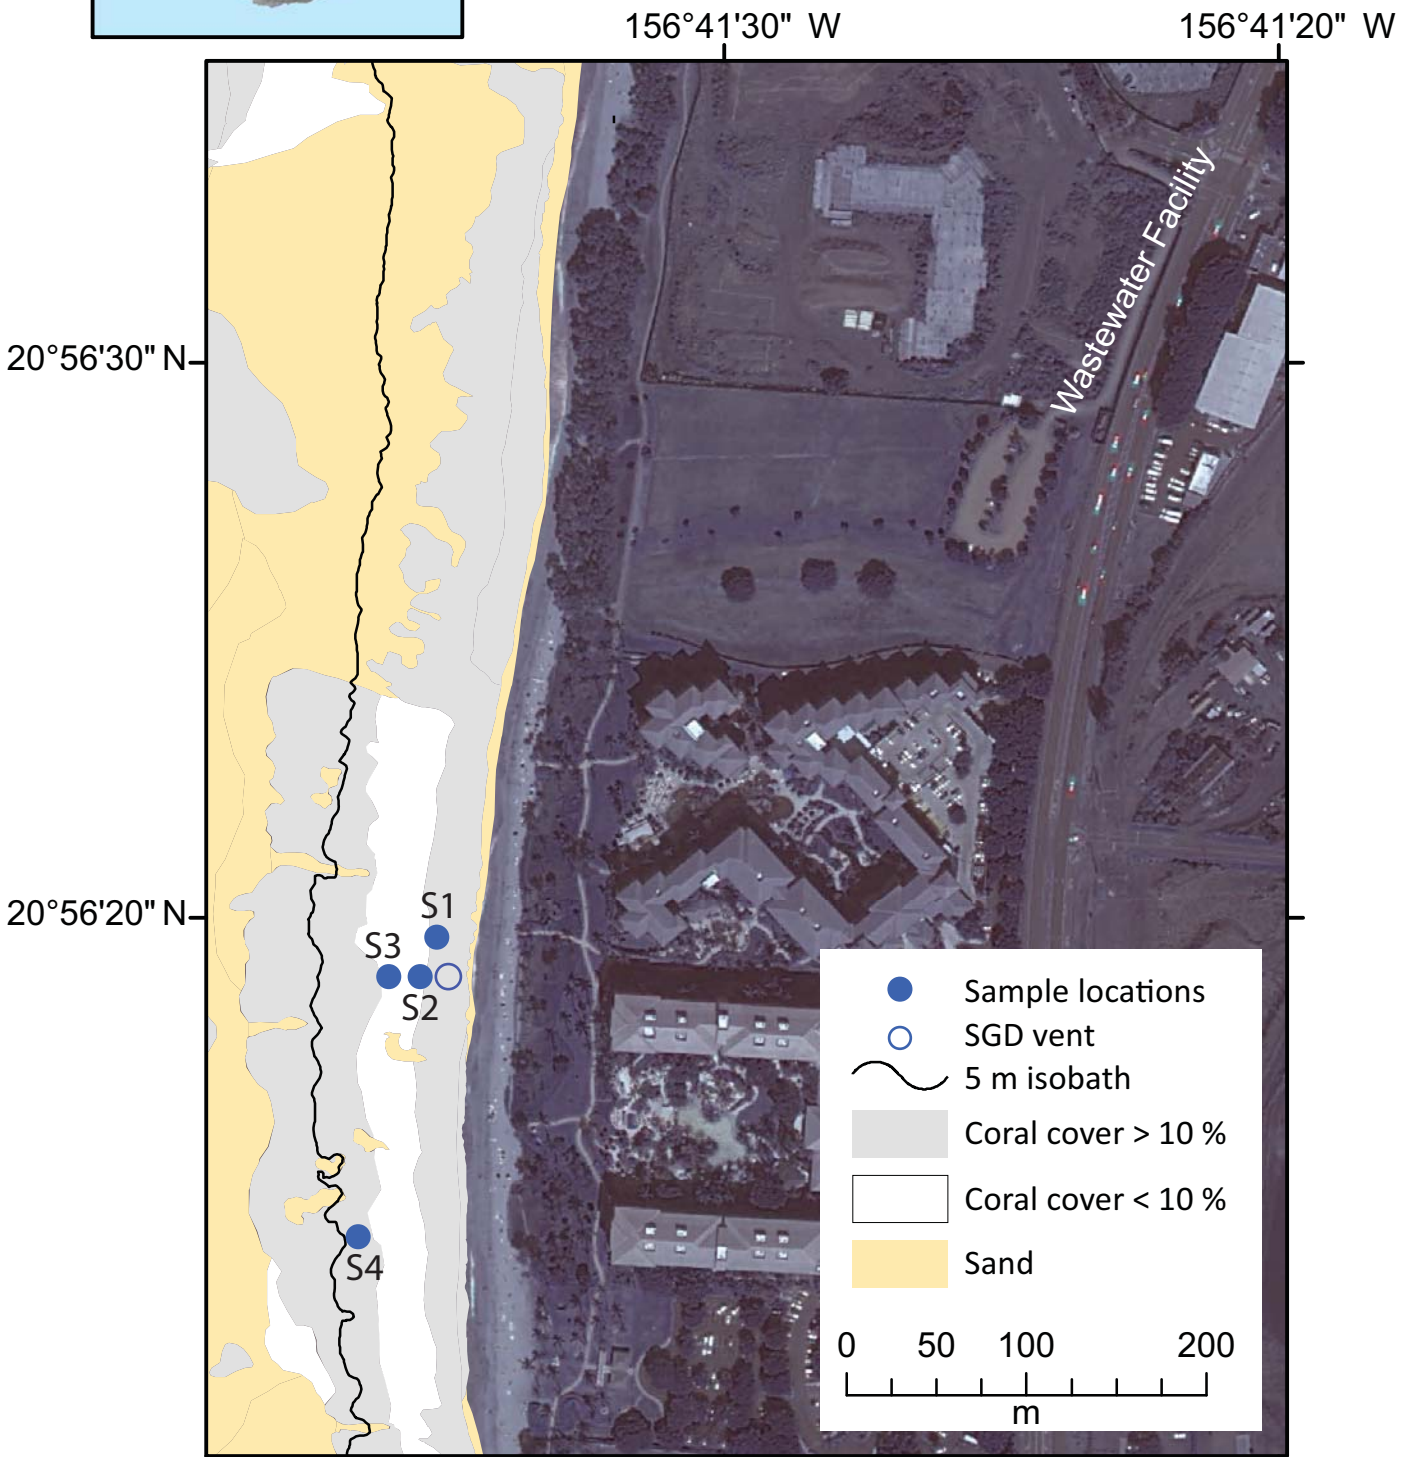 156°41'30" W
156°41'20" W
Wastewater Facility
20°56'30" N
20°56'20" N
S1
S3
S2
S4
Sample locations
SGD vent
5 m isobath
Coral cover > 10 %
Coral cover < 10 %
Sand
0 50 100 200
m